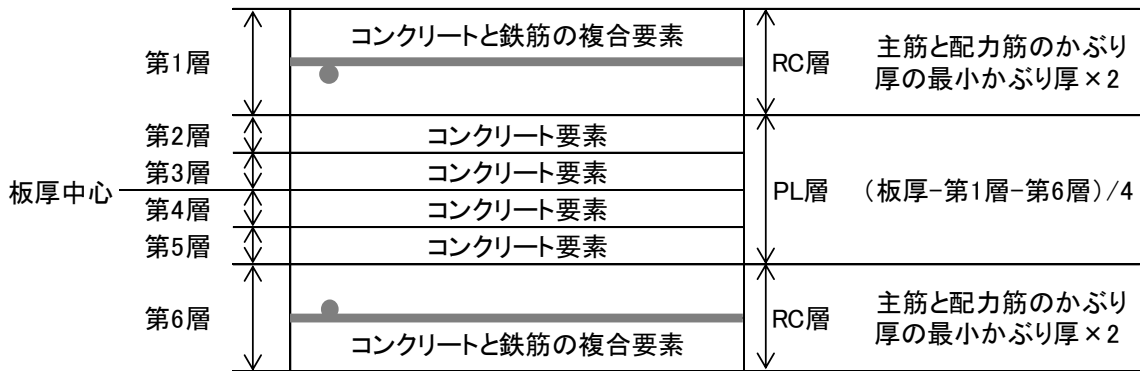 第1層
コンクリートと鉄筋の複合要素
RC層
主筋と配力筋のかぶり
厚の最小かぶり厚×2
第2層
コンクリート要素
第3層
コンクリート要素
板厚中心
PL層
(板厚-第1層-第6層)/4
第4層
コンクリート要素
第5層
コンクリート要素
第6層
コンクリートと鉄筋の複合要素
RC層
主筋と配力筋のかぶり
厚の最小かぶり厚×2